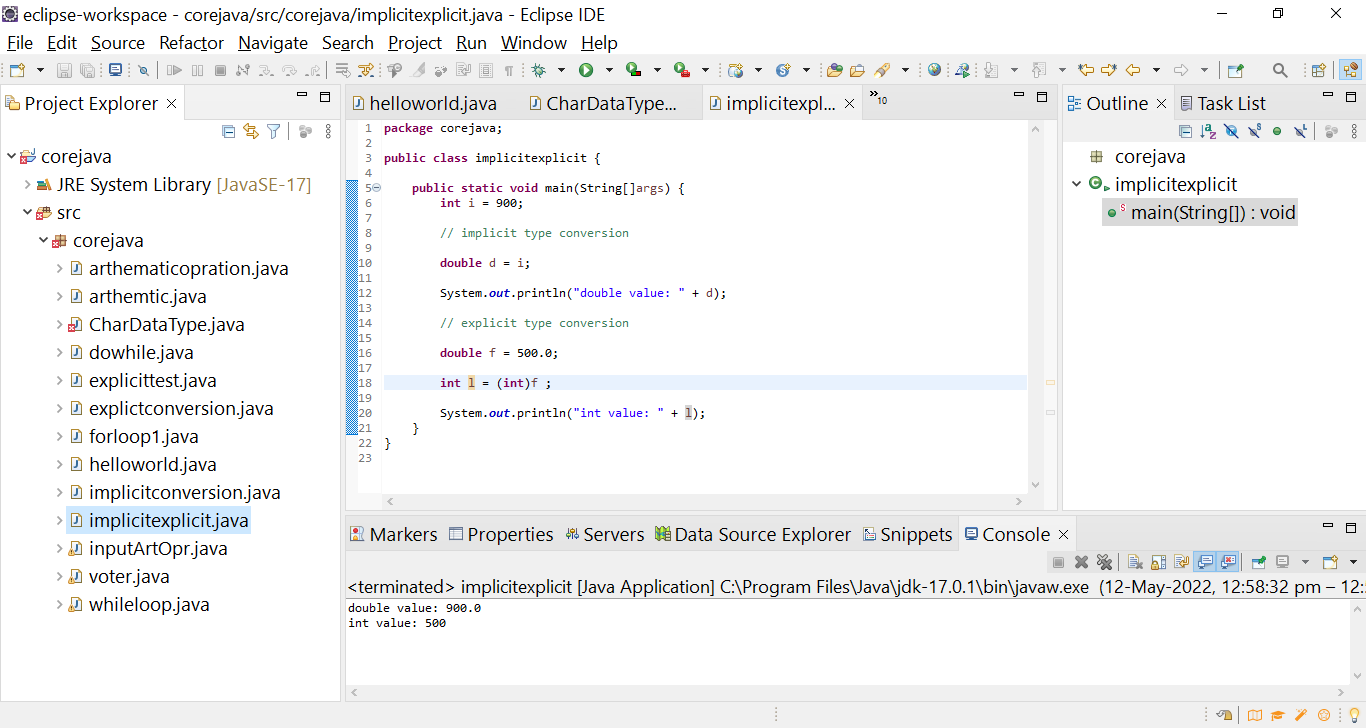 eclipse-workspace - corejava/src/corejava/implicitexplicit.java - Eclipse IDE
File Edit Source Refactor Navigate Search Project Run Window Help
Project Explorer
corejava
JRE System Library [JavaSE-17]
src
corejava
arthematicopration.java
arthemtic.java
CharDataType.java
dowhile.java
explicittest.java
explictconversion.java
forloop1.java
helloworld.java
implicitconversion.java
implicitexplicit.java
inputArtOpr.java
voter.java
whileloop.java
helloworld.java CharDataType... implicitexpl... »10
1 package corejava;
2
3 public class implicitexplicit {
4
5 public static void main(String[]args) {
6 int i = 900;
7
8 // implicit type conversion
9
10 double d = i;
11
12 System.out.println("double value: " + d);
13
14 // explicit type conversion
15
16 double f = 500.0;
17
18 int l = (int)f ;
19
20 System.out.println("int value: " + l);
21 }
22 }
23
Outline Task List
corejava
implicitexplicit
main(String[]) : void
Markers Properties Servers Data Source Explorer Snippets Console
<terminated> implicitexplicit [Java Application] C:\Program Files\Java\jdk-17.0.1\bin\javaw.exe (12-May-2022, 12:58:32 pm – 12:
double value: 900.0
int value: 500